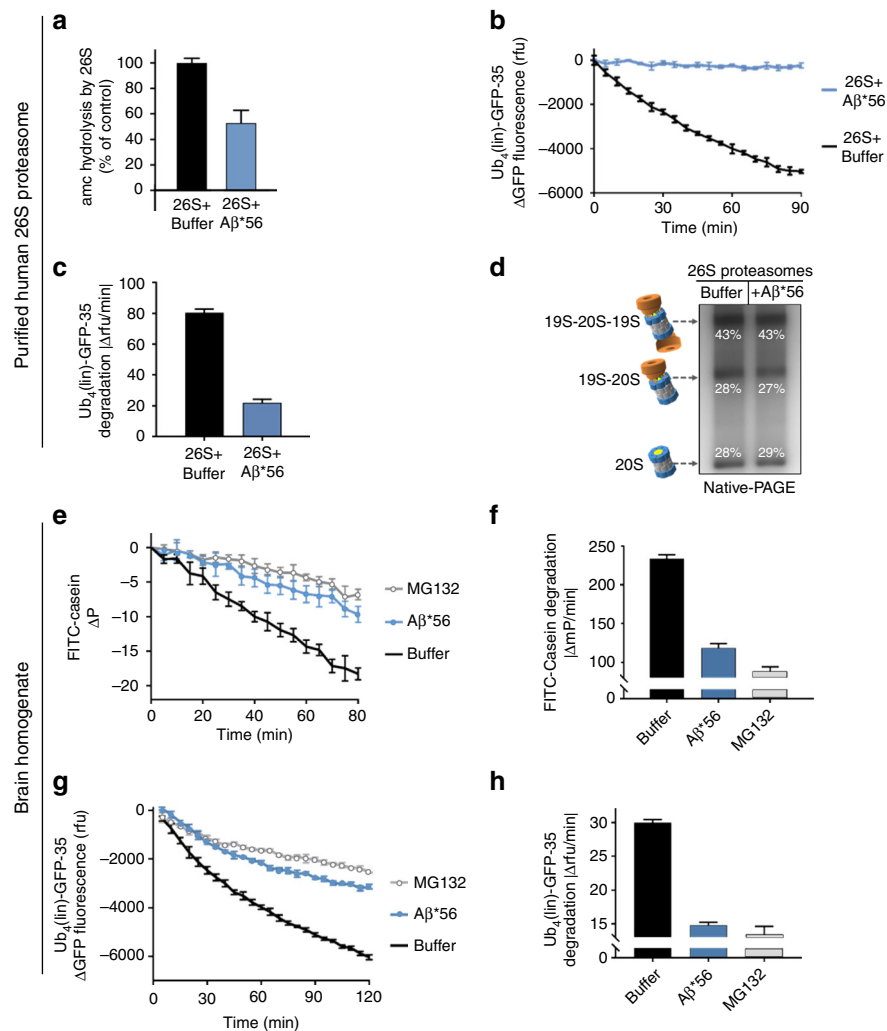 Purified human 26S proteasome
a
amc hydrolysis by 26S
(% of control)
120
100
80
60
40
20
0
26S+
Buffer
26S+
Aβ*56
b
Ub4(lin)-GFP-35
ΔGFP fluorescence (rfu)
0
−2000
−4000
−6000
0
30
60
90
Time (min)
26S+
Aβ*56
26S+
Buffer
c
Ub4(lin)-GFP-35
degradation |Δrfu/min|
100
80
60
40
20
0
26S+
Buffer
26S+
Aβ*56
d
26S proteasomes
Buffer
+Aβ*56
19S-20S-19S
43%
43%
19S-20S
28%
27%
20S
28%
29%
Native-PAGE
Brain homogenate
e
FITC-casein
ΔP
0
−5
−10
−15
−20
0
20
40
60
80
Time (min)
MG132
Aβ*56
Buffer
f
FITC-Casein degradation
|ΔmP/min|
250
200
150
100
0
Buffer
Aβ*56
MG132
g
Ub4(lin)-GFP-35
ΔGFP fluorescence (rfu)
0
−2000
−4000
−6000
0
30
60
90
120
Time (min)
MG132
Aβ*56
Buffer
h
Ub4(lin)-GFP-35
degradation |Δrfu/min|
30
25
15
0
Buffer
Aβ*56
MG132